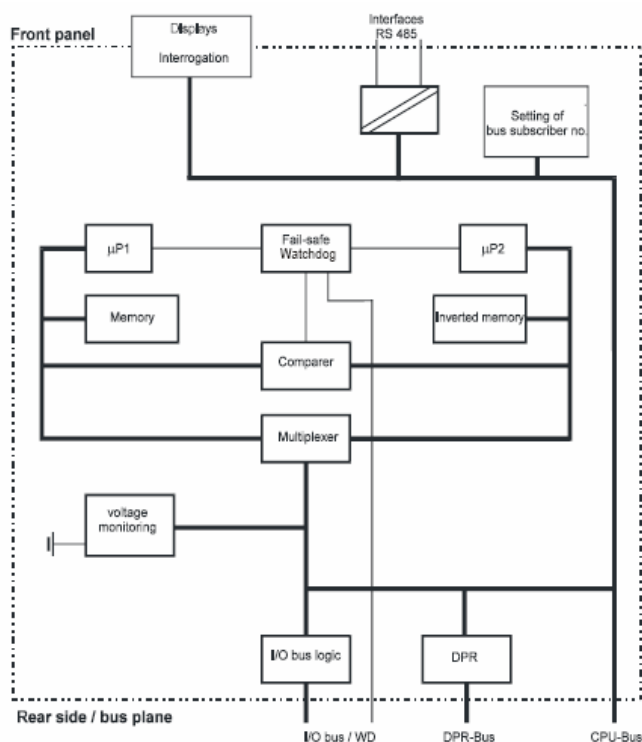 Interfaces
RS 485
Displays
Interrogation
Front panel
Setting of
bus subscriber no.
µP1
Fail-safe
Watchdog
µP2
Memory
Inverted memory
Comparer
Multiplexer
voltage
monitoring
I/O bus logic
DPR
Rear side / bus plane
I/O bus / WD
DPR-Bus
CPU-Bus